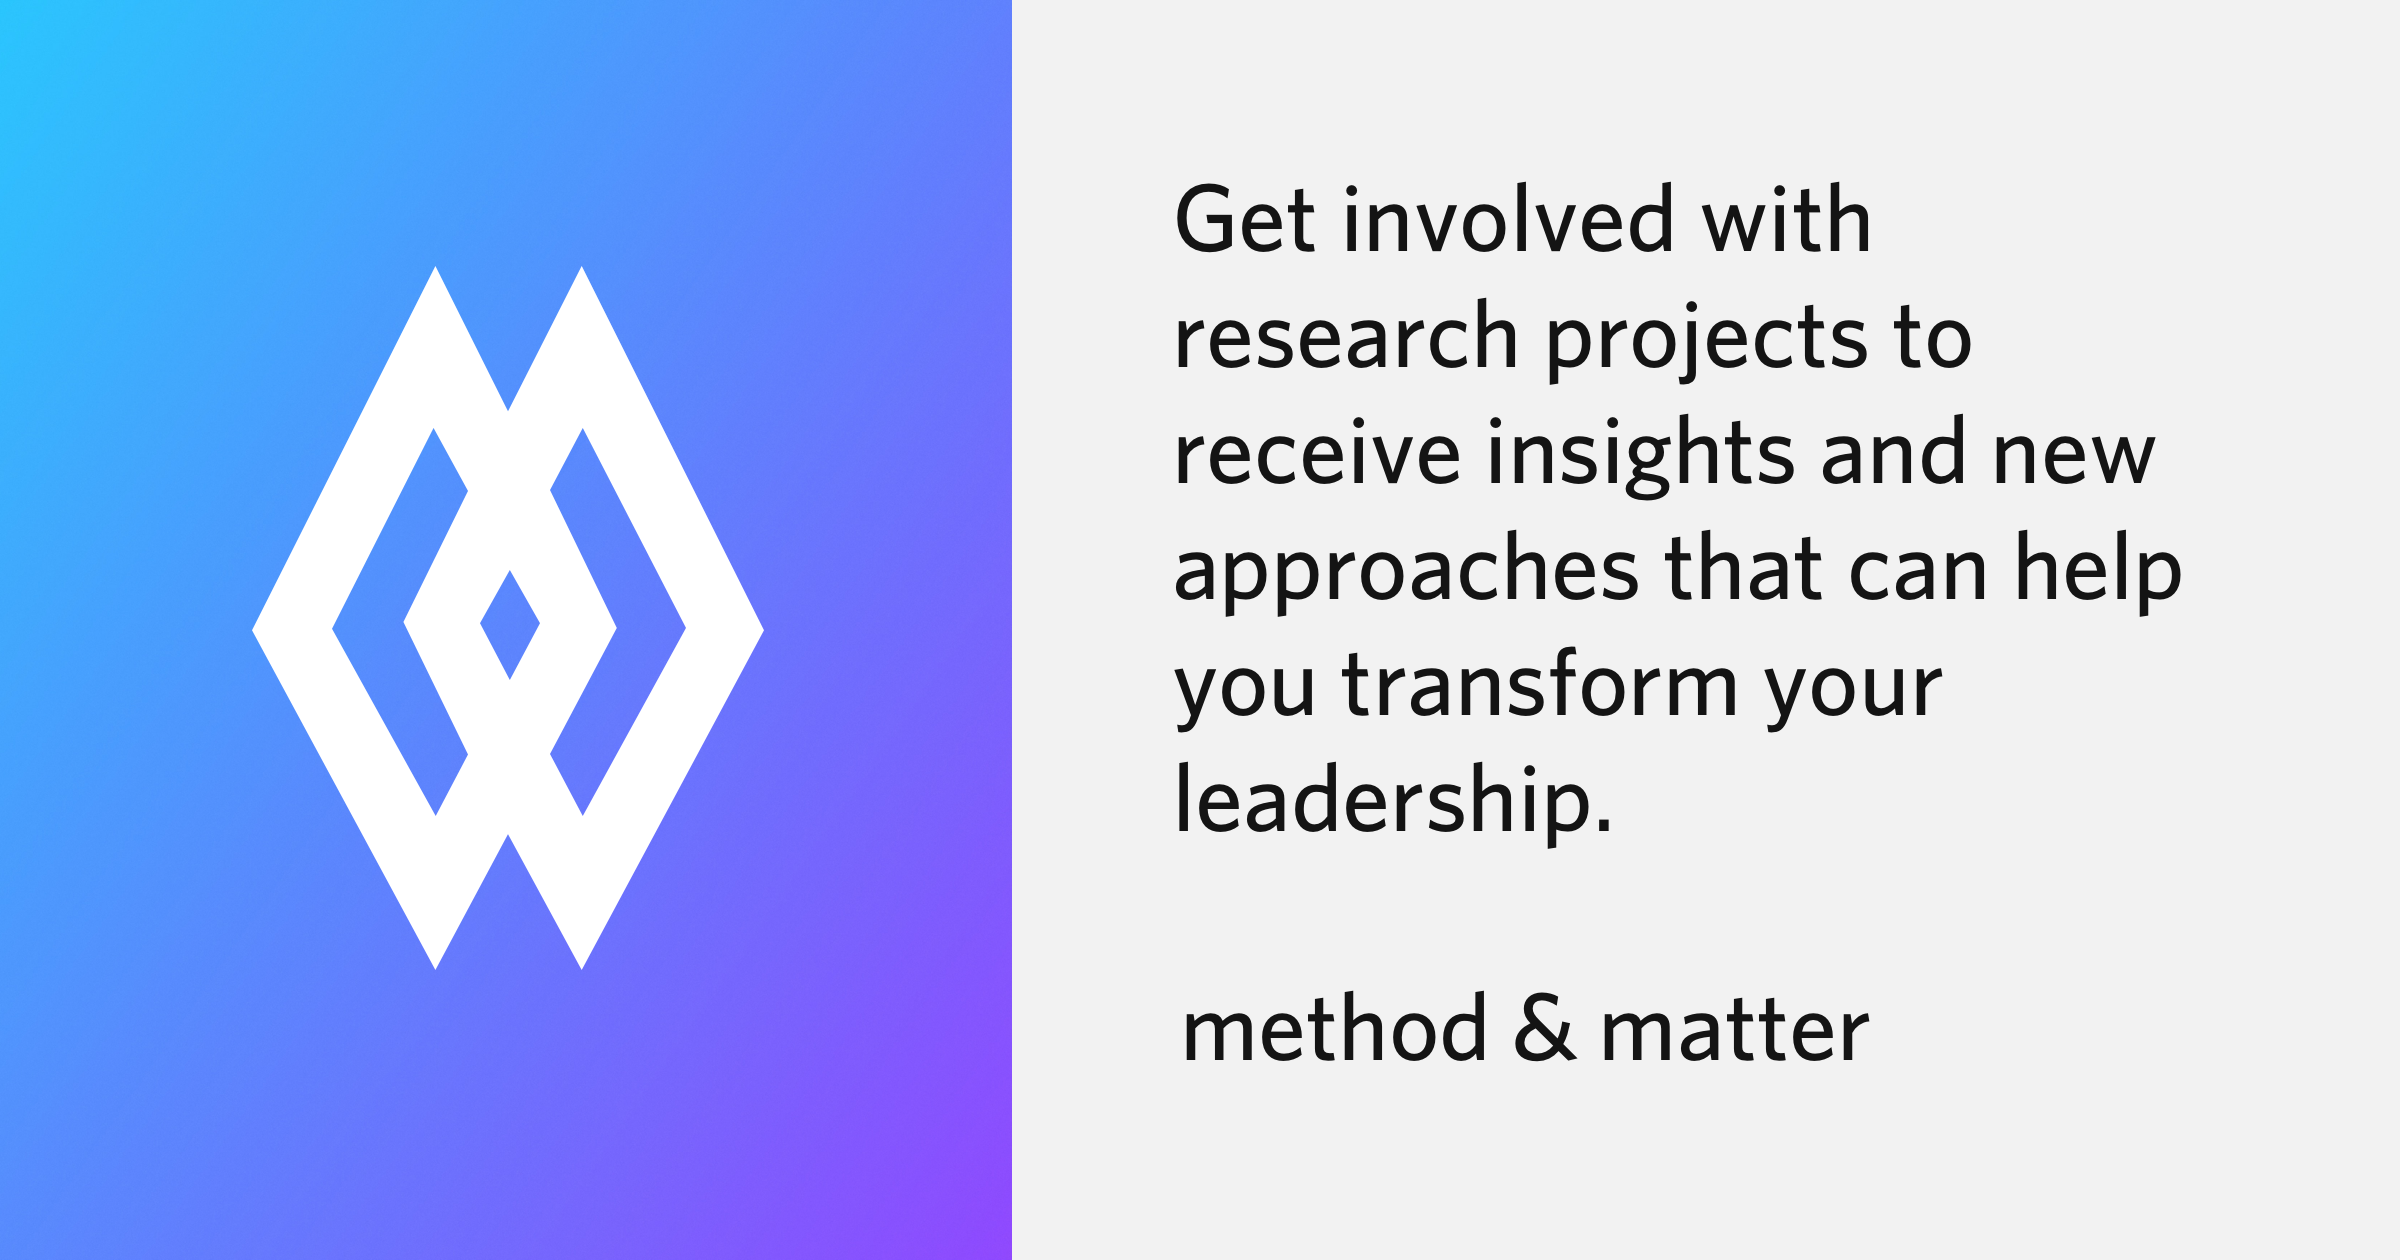 Get involved with
research projects to
receive insights and new
approaches that can help
you transform your
leadership.
method & matter